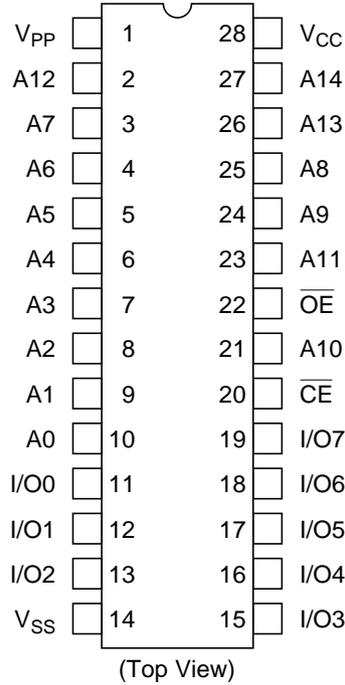 VPP 1 28 VCC
A12 2 27 A14
A7 3 26 A13
A6 4 25 A8
A5 5 24 A9
A4 6 23 A11
A3 7 22 O̅E̅
A2 8 21 A10
A1 9 20 C̅E̅
A0 10 19 I/O7
I/O0 11 18 I/O6
I/O1 12 17 I/O5
I/O2 13 16 I/O4
VSS 14 15 I/O3
(Top View)